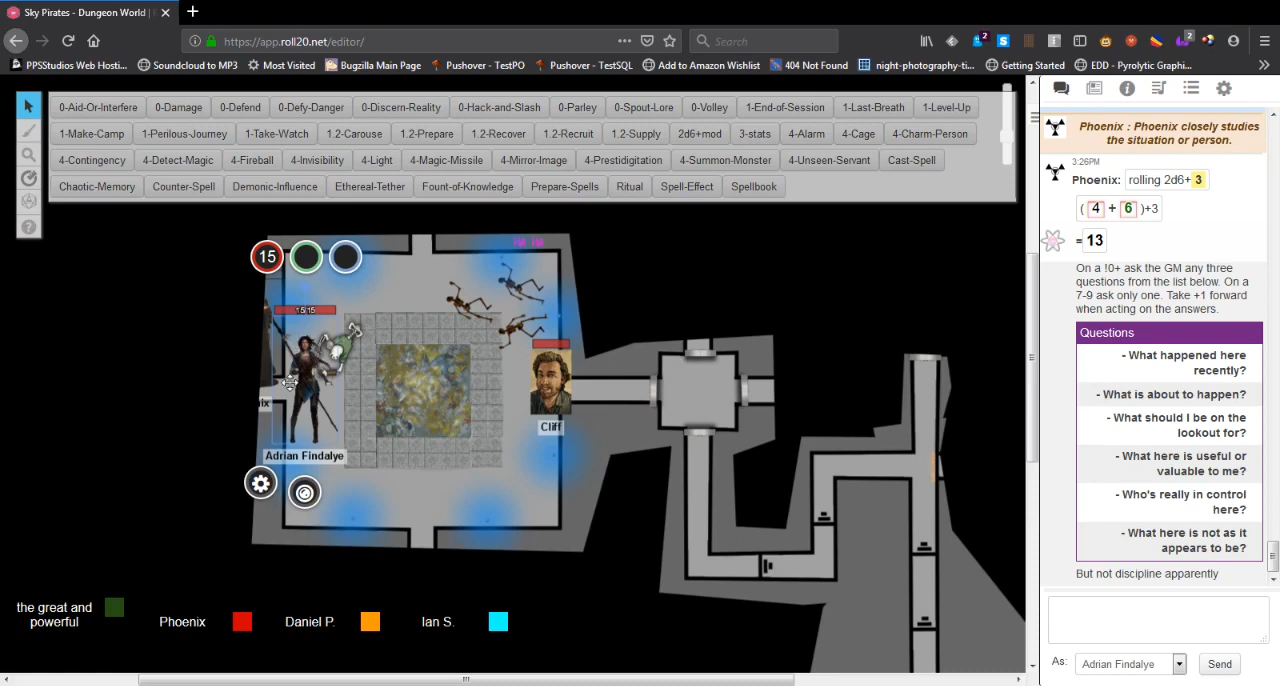 Sky Pirates - Dungeon World |
https://app.roll20.net/editor/
Search
2
2
PPSStudios Web Hosti...
Soundcloud to MP3
Most Visited
Bugzilla Main Page
Pushover - TestPO
Pushover - TestSQL
Add to Amazon Wishlist
404 Not Found
night-photography-ti...
Getting Started
EDD - Pyrolytic Graphi...
0-Aid-Or-Interfere 0-Damage 0-Defend 0-Defy-Danger 0-Discern-Reality 0-Hack-and-Slash 0-Parley 0-Spout-Lore 0-Volley 1-End-of-Session 1-Last-Breath 1-Level-Up
1-Make-Camp 1-Perilous-Journey 1-Take-Watch 1.2-Carouse 1.2-Prepare 1.2-Recover 1.2-Recruit 1.2-Supply 2d6+mod 3-stats 4-Alarm 4-Cage 4-Charm-Person
4-Contingency 4-Detect-Magic 4-Fireball 4-Invisibility 4-Light 4-Magic-Missile 4-Mirror-Image 4-Prestidigitation 4-Summon-Monster 4-Unseen-Servant Cast-Spell
Chaotic-Memory Counter-Spell Demonic-Influence Ethereal-Tether Fount-of-Knowledge Prepare-Spells Ritual Spell-Effect Spellbook
15
15/15
Cliff
Adrian Findalye
the great and
powerful
Phoenix
Daniel P.
Ian S.
Phoenix : Phoenix closely studies
the situation or person.
3:26PM
Phoenix: rolling 2d6+3
(4 + 6)+3
= 13
On a !0+ ask the GM any three
questions from the list below. On a
7-9 ask only one. Take +1 forward
when acting on the answers.
Questions
- What happened here
recently?
- What is about to happen?
- What should I be on the
lookout for?
- What here is useful or
valuable to me?
- Who's really in control
here?
- What here is not as it
appears to be?
But not discipline apparently
As:
Adrian Findalye
Send